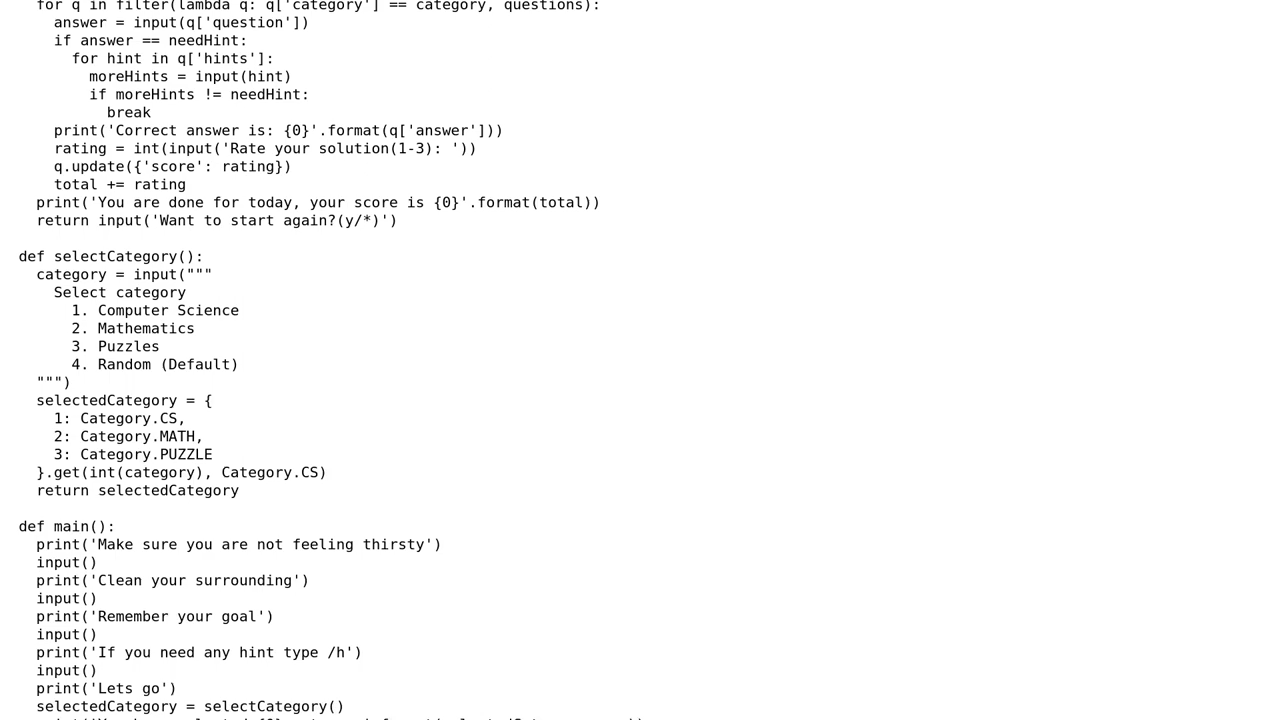 for q in filter(lambda q: q['category'] == category, questions):
answer = input(q['question'])
if answer == needHint:
for hint in q['hints']:
moreHints = input(hint)
if moreHints != needHint:
break
print('Correct answer is: {0}'.format(q['answer']))
rating = int(input('Rate your solution(1-3): '))
q.update({'score': rating})
total += rating
print('You are done for today, your score is {0}'.format(total))
return input('Want to start again?(y/*)')

def selectCategory():
category = input("""
Select category
1. Computer Science
2. Mathematics
3. Puzzles
4. Random (Default)
""")
selectedCategory = {
1: Category.CS,
2: Category.MATH,
3: Category.PUZZLE
}.get(int(category), Category.CS)
return selectedCategory

def main():
print('Make sure you are not feeling thirsty')
input()
print('Clean your surrounding')
input()
print('Remember your goal')
input()
print('If you need any hint type /h')
input()
print('Lets go')
selectedCategory = selectCategory()